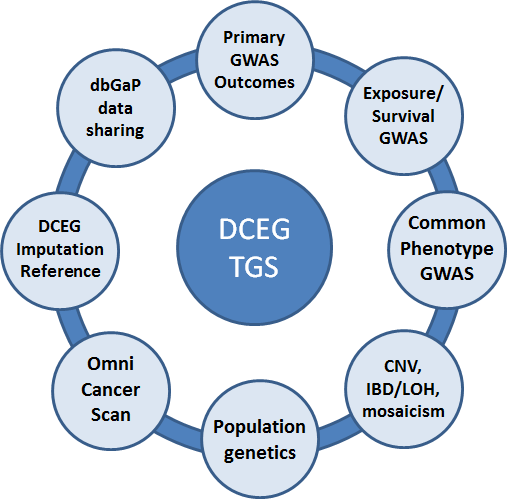 Primary
GWAS
Outcomes
Exposure/
Survival
GWAS
Common
Phenotype
GWAS
CNV,
IBD/LOH,
mosaicism
Population
genetics
Omni
Cancer
Scan
DCEG
Imputation
Reference
dbGaP
data
sharing
DCEG
TGS